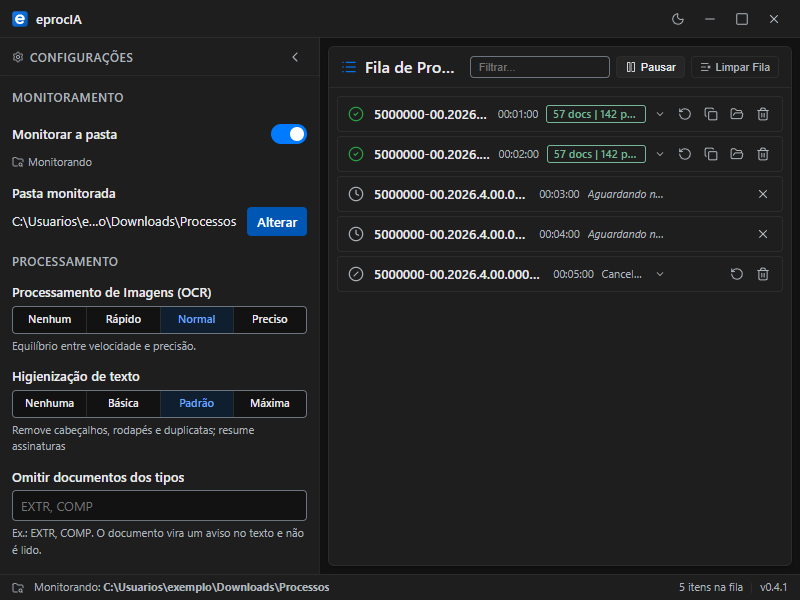 eprocIA
CONFIGURAÇÕES
MONITORAMENTO
Monitorar a pasta
Monitorando
Pasta monitorada
C:\Usuarios\e...o\Downloads\Processos
Alterar
PROCESSAMENTO
Processamento de Imagens (OCR)
Nenhum Rápido Normal Preciso
Equilíbrio entre velocidade e precisão.
Higienização de texto
Nenhuma Básica Padrão Máxima
Remove cabeçalhos, rodapés e duplicatas; resume
assinaturas
Omitir documentos dos tipos
EXTR, COMP
Ex.: EXTR, COMP. O documento vira um aviso no texto e não
é lido.
Fila de Pro... Filtrar... Pausar Limpar Fila
5000000-00.2026... 00:01:00 57 docs | 142 p...
5000000-00.2026.... 00:02:00 57 docs | 142 p...
5000000-00.2026.4.00.0... 00:03:00 Aguardando n...
5000000-00.2026.4.00.0... 00:04:00 Aguardando n...
5000000-00.2026.4.00.000... 00:05:00 Cancel...
Monitorando: C:\Usuarios\exemplo\Downloads\Processos
5 itens na fila v0.4.1